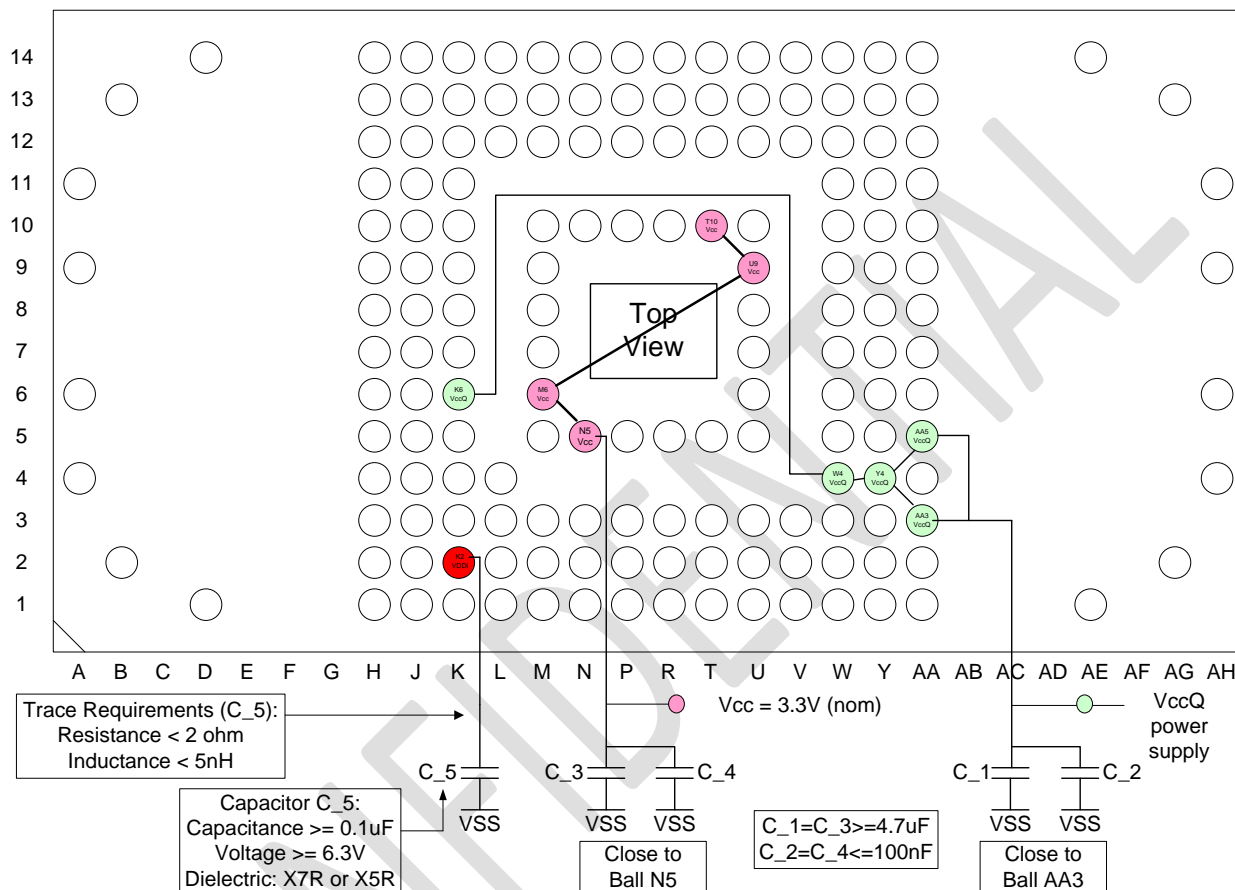 14
13
12
11
10
T10
Vcc
9
U9
Vcc
8
Top
View
7
6
K6
VccQ
M6
Vcc
5
N5
Vcc
AA5
VccQ
4
W4
VccQ
Y4
VccQ
3
AA3
VccQ
2
K2
VDDi
1
A B C D E F G H J K L M N P R T U V W Y AA AB AC AD AE AF AG AH
Trace Requirements (C_5):
Resistance < 2 ohm
Inductance < 5nH
Vcc = 3.3V (nom)
VccQ
power
supply
C_5
C_3
C_4
C_1
C_2
Capacitor C_5:
Capacitance >= 0.1uF
Voltage >= 6.3V
Dielectric: X7R or X5R
VSS
VSS
VSS
VSS
VSS
C_1=C_3>=4.7uF
C_2=C_4<=100nF
Close to
Ball N5
Close to
Ball AA3
NFIDENTIAL